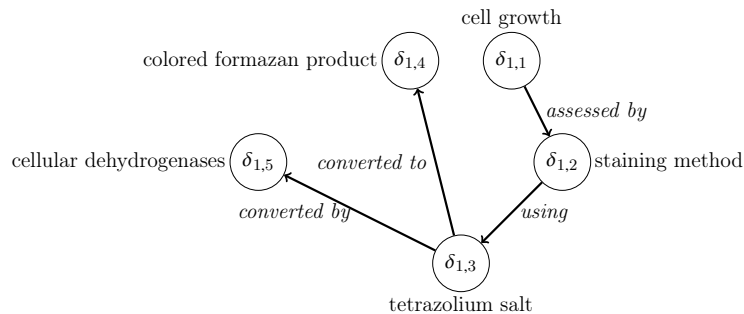 cell growth
colored formazan product δ1,4 δ1,1
assessed by
cellular dehydrogenases δ1,5 converted to δ1,2 staining method
converted by using
δ1,3
tetrazolium salt